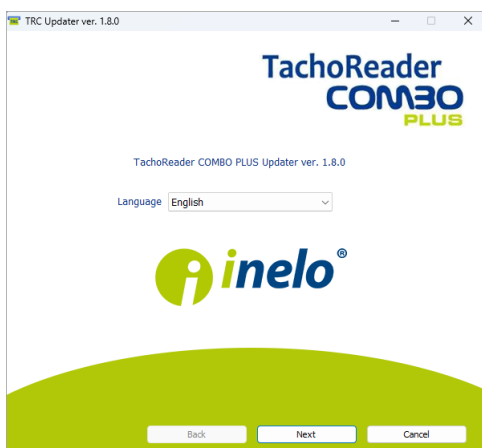 TRC TRC Updater ver. 1.8.0
TachoReader
COMBO
PLUS
TachoReader COMBO PLUS Updater ver. 1.8.0
Language English
inelo®
Back Next Cancel